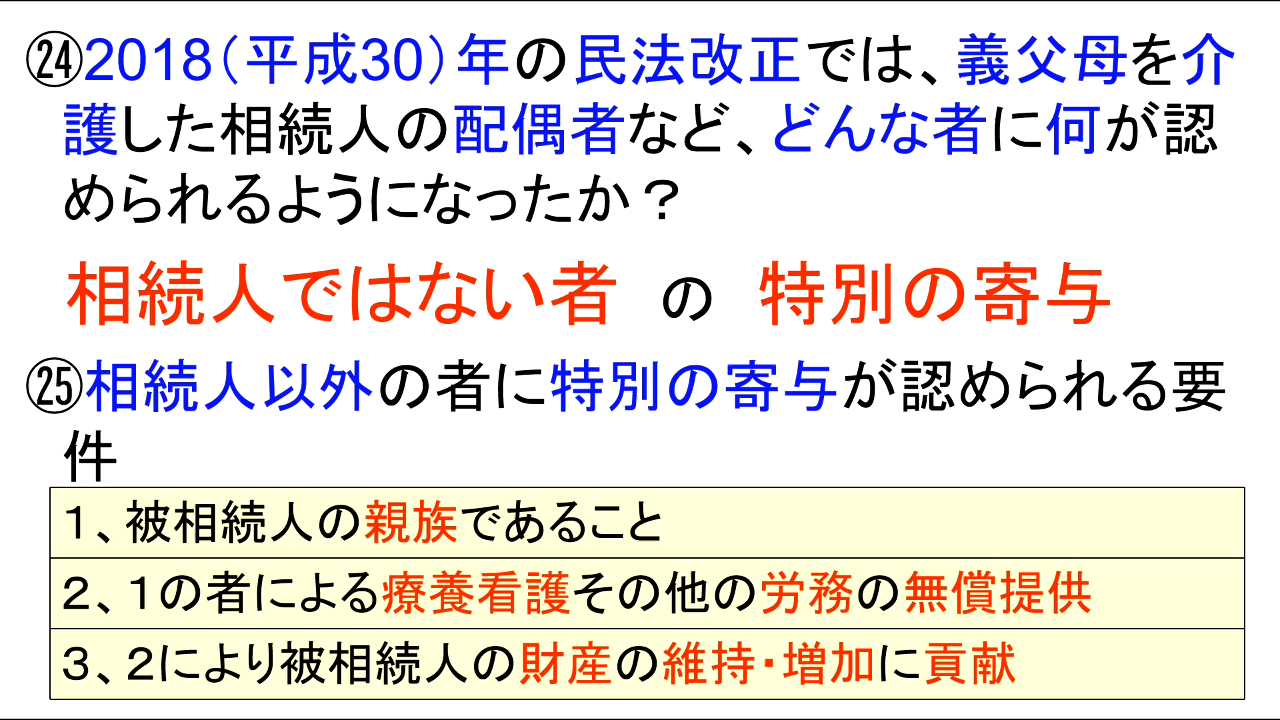 ㉔2018(平成30)年の民法改正では、義父母を介
護した相続人の配偶者など、どんな者に何が認
められるようになったか？
相続人ではない者 の 特別の寄与
㉕相続人以外の者に特別の寄与が認められる要
件
１、被相続人の親族であること
２、１の者による療養看護その他の労務の無償提供
３、２により被相続人の財産の維持・増加に貢献